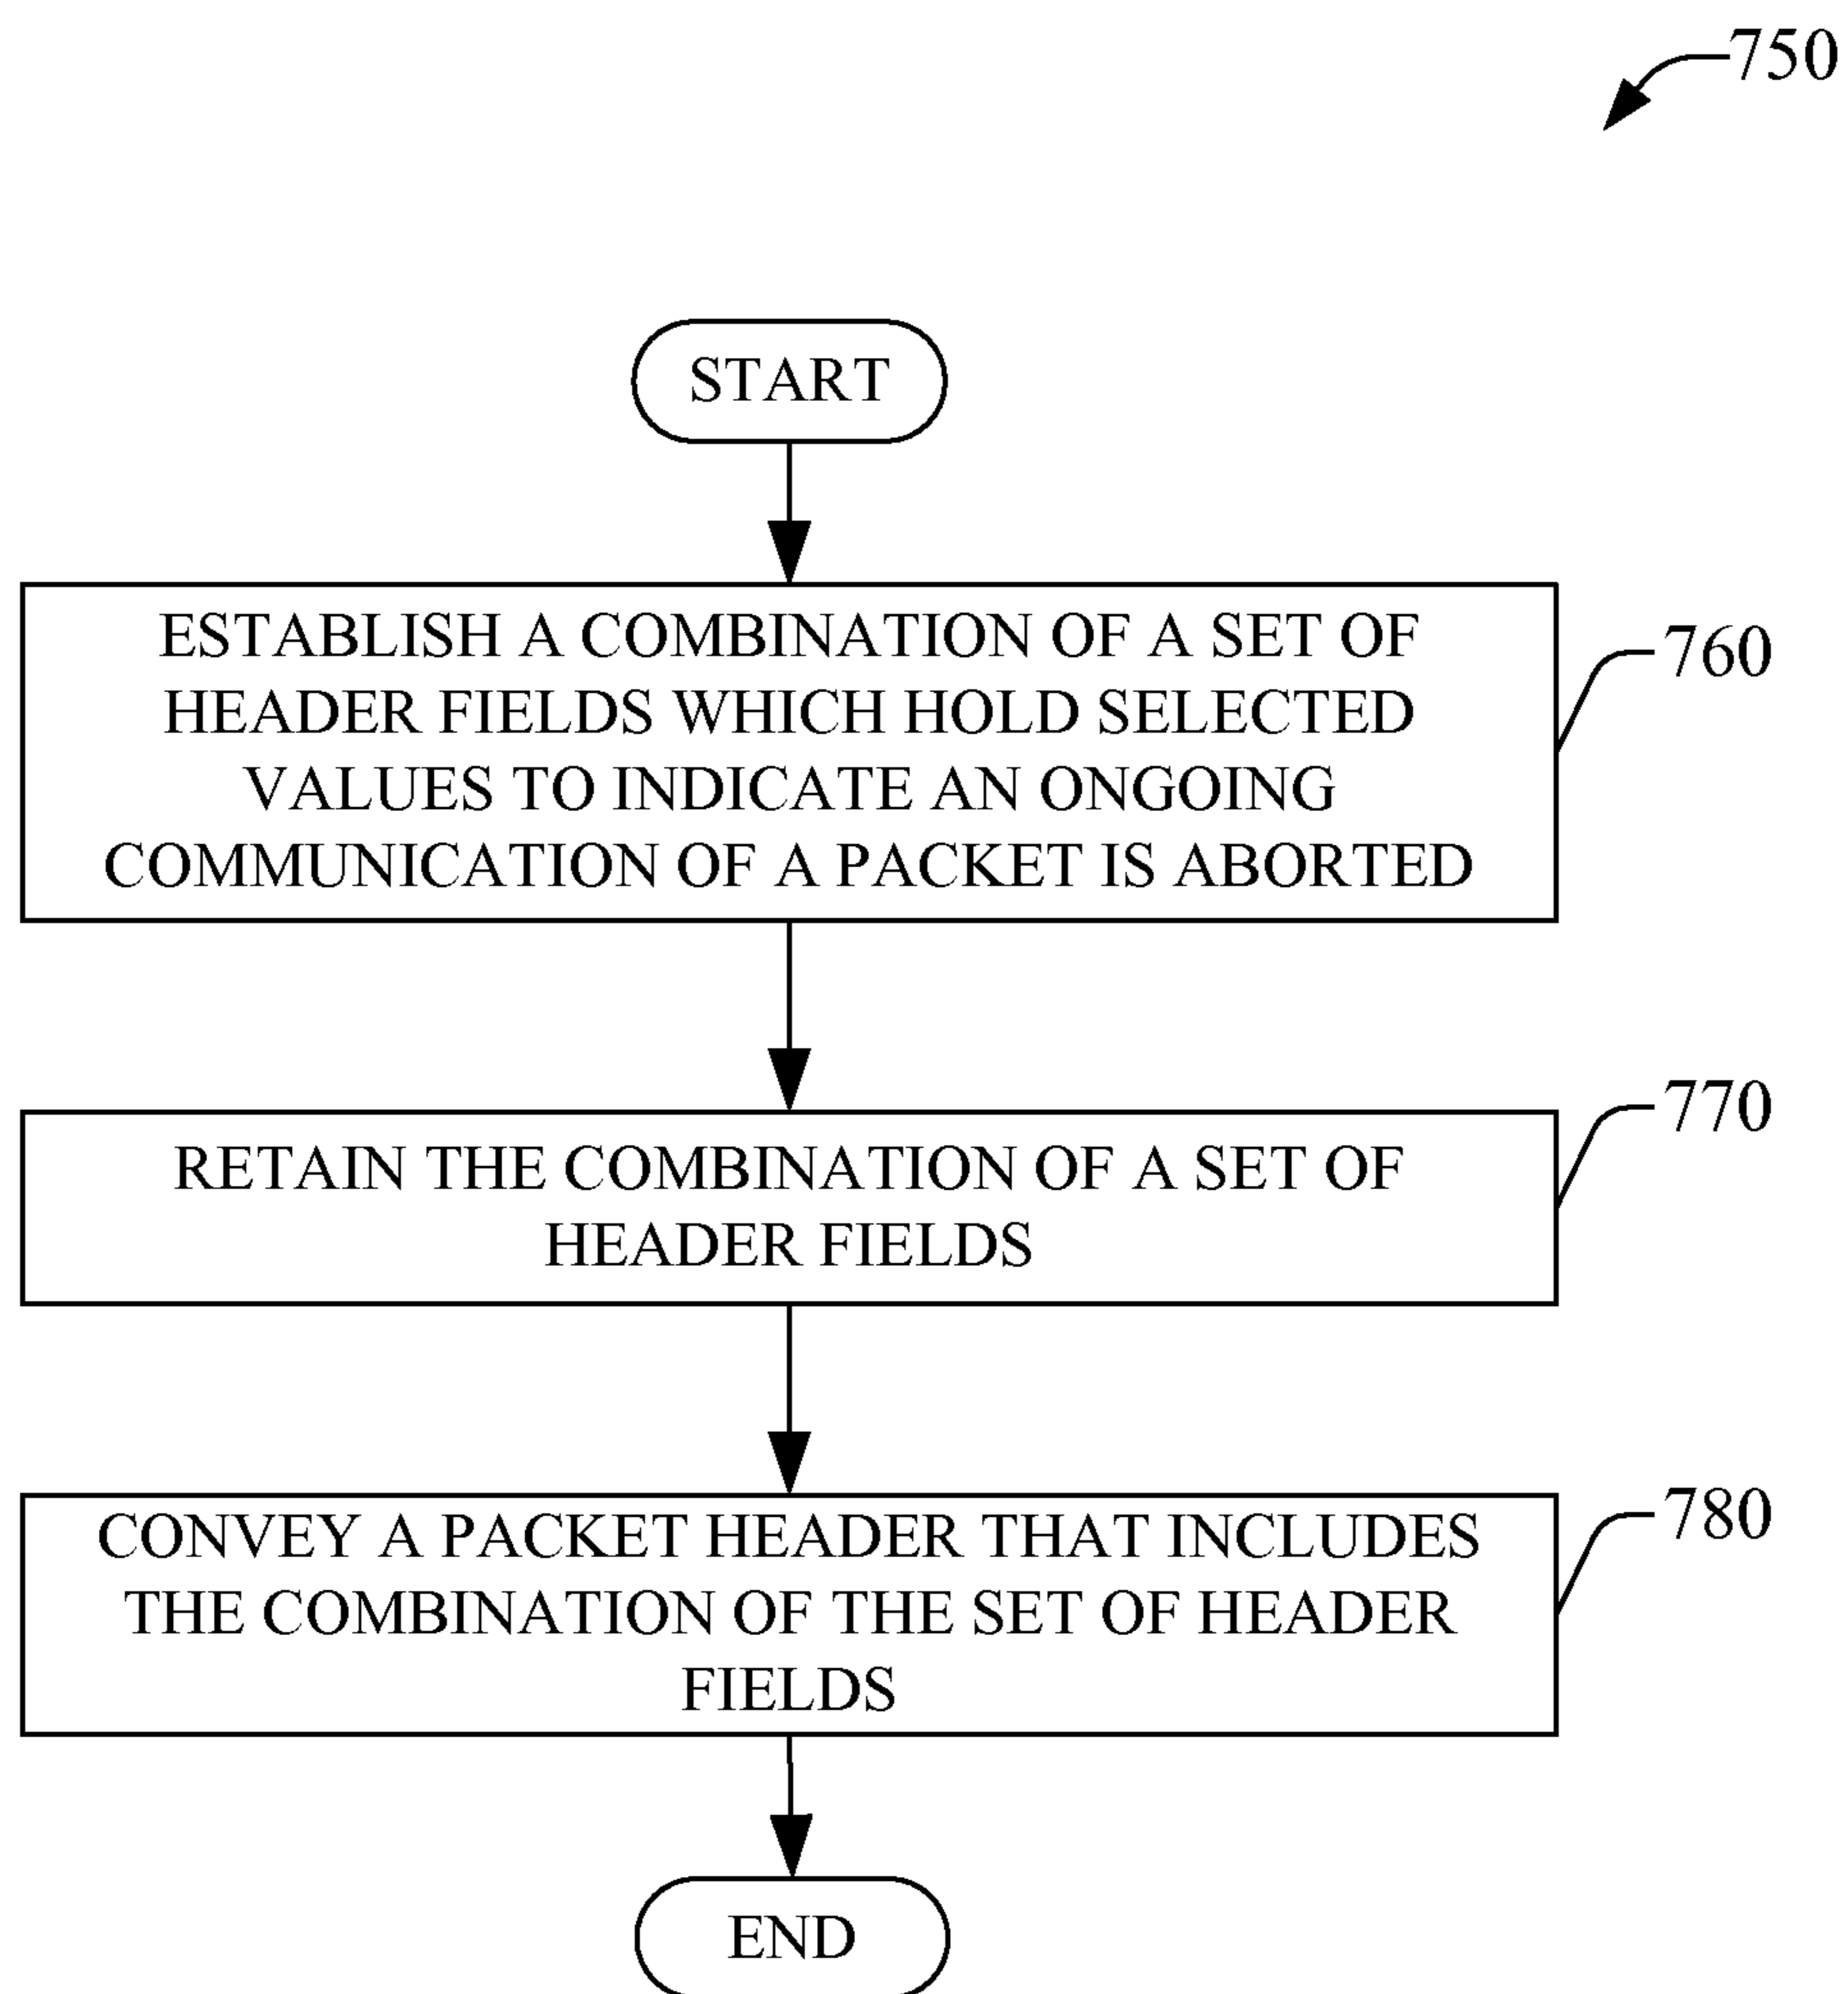 750
START
ESTABLISH A COMBINATION OF A SET OF
HEADER FIELDS WHICH HOLD SELECTED
VALUES TO INDICATE AN ONGOING
COMMUNICATION OF A PACKET IS ABORTED
760
RETAIN THE COMBINATION OF A SET OF
HEADER FIELDS
770
CONVEY A PACKET HEADER THAT INCLUDES
THE COMBINATION OF THE SET OF HEADER
FIELDS
780
END